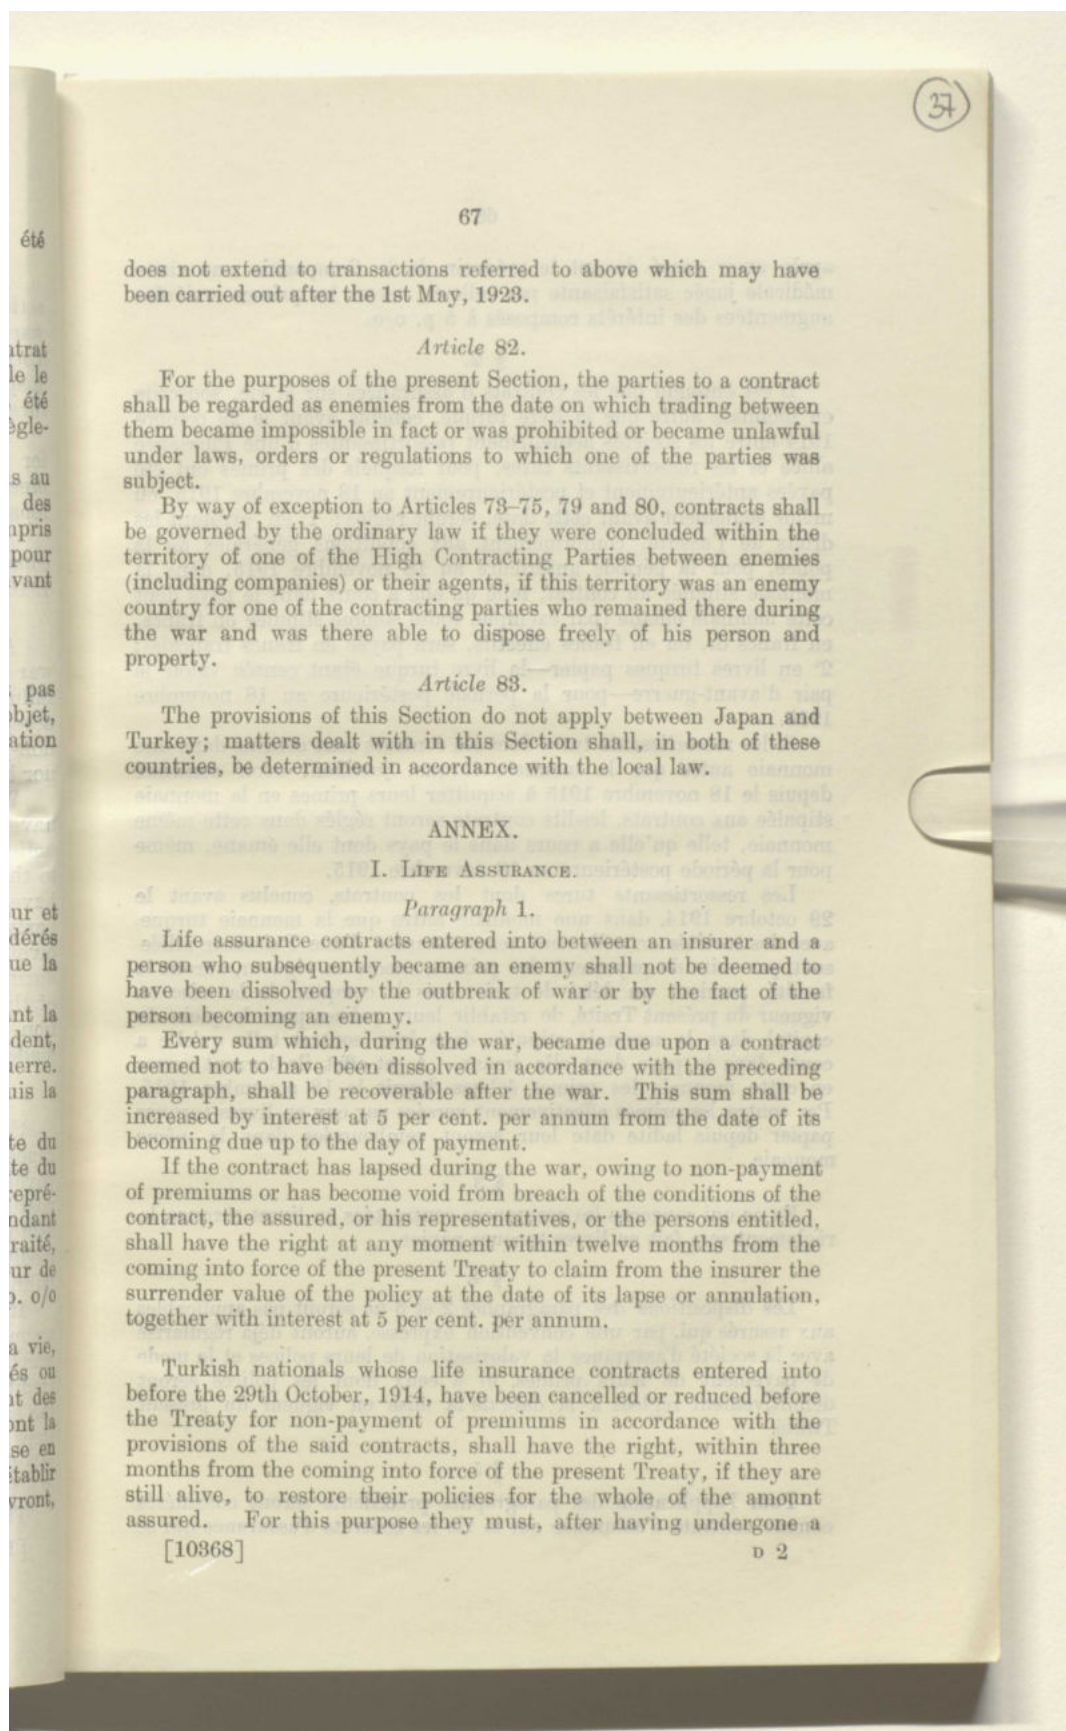 37
67
does not extend to transactions referred to above which may have
been carried out after the 1st May, 1923.
Article 82.
For the purposes of the present Section, the parties to a contract
shall be regarded as enemies from the date on which trading between
them became impossible in fact or was prohibited or became unlawful
under laws, orders or regulations to which one of the parties was
subject.
By way of exception to Articles 73–75, 79 and 80, contracts shall
be governed by the ordinary law if they were concluded within the
territory of one of the High Contracting Parties between enemies
(including companies) or their agents, if this territory was an enemy
country for one of the contracting parties who remained there during
the war and was there able to dispose freely of his person and
property.
Article 83.
The provisions of this Section do not apply between Japan and
Turkey; matters dealt with in this Section shall, in both of these
countries, be determined in accordance with the local law.
ANNEX.
I. LIFE ASSURANCE.
Paragraph 1.
Life assurance contracts entered into between an insurer and a
person who subsequently became an enemy shall not be deemed to
have been dissolved by the outbreak of war or by the fact of the
person becoming an enemy.
Every sum which, during the war, became due upon a contract
deemed not to have been dissolved in accordance with the preceding
paragraph, shall be recoverable after the war. This sum shall be
increased by interest at 5 per cent. per annum from the date of its
becoming due up to the day of payment.
If the contract has lapsed during the war, owing to non-payment
of premiums or has become void from breach of the conditions of the
contract, the assured, or his representatives, or the persons entitled,
shall have the right at any moment within twelve months from the
coming into force of the present Treaty to claim from the insurer the
surrender value of the policy at the date of its lapse or annulation,
together with interest at 5 per cent. per annum.
Turkish nationals whose life insurance contracts entered into
before the 29th October, 1914, have been cancelled or reduced before
the Treaty for non-payment of premiums in accordance with the
provisions of the said contracts, shall have the right, within three
months from the coming into force of the present Treaty, if they are
still alive, to restore their policies for the whole of the amount
assured. For this purpose they must, after having undergone a
[10368] D 2